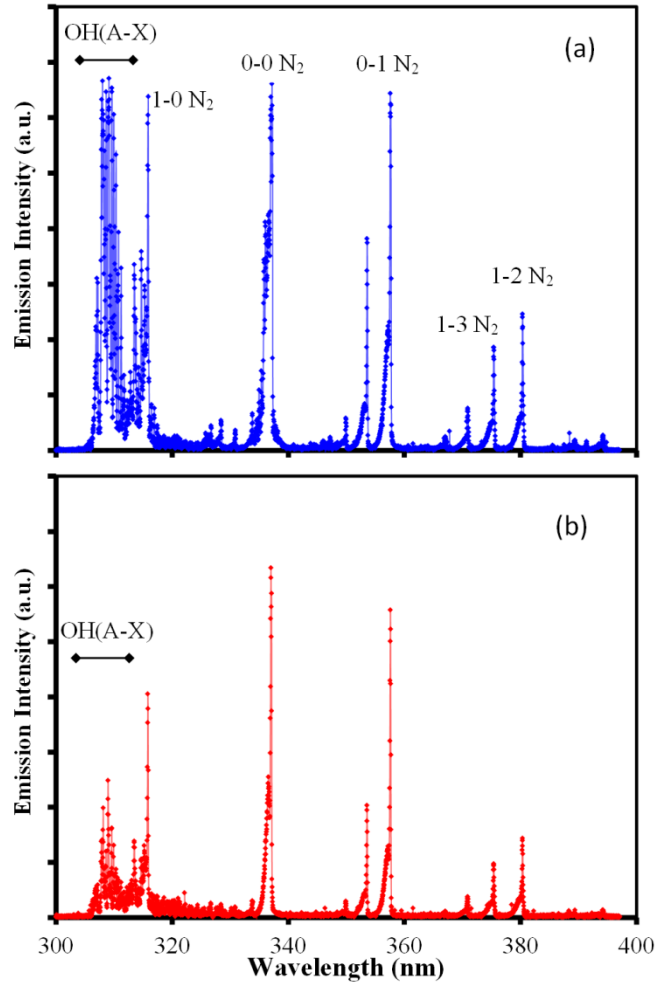 OH(A-X)
1-0 N₂
0-0 N₂
0-1 N₂
(a)
1-3 N₂
1-2 N₂
Emission Intensity (a.u.)
(b)
OH(A-X)
Emission Intensity (a.u.)
300 320 340 360 380 400
Wavelength (nm)